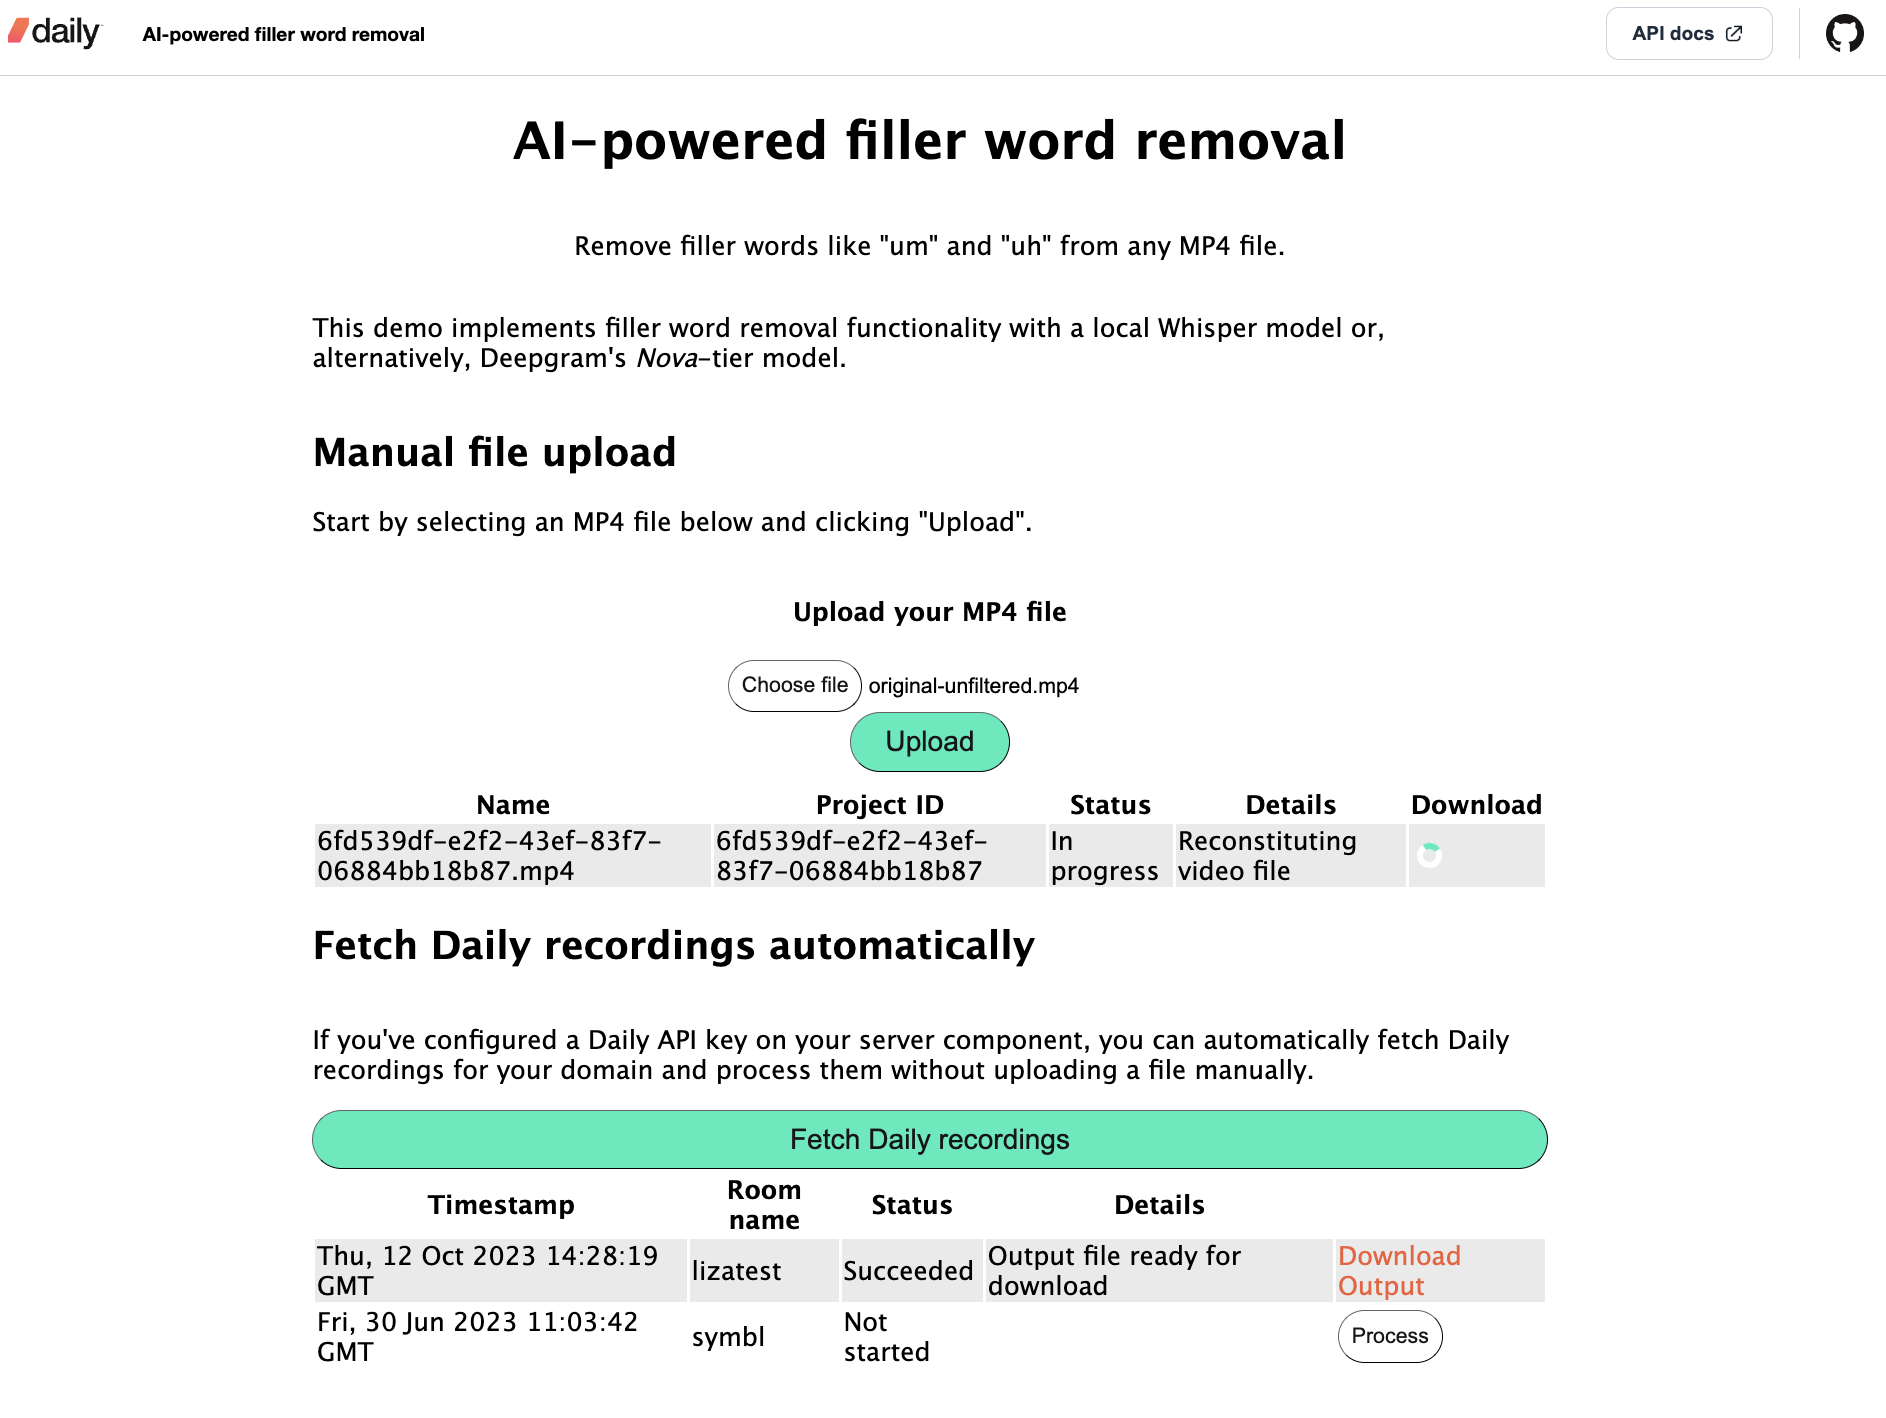 daily AI-powered filler word removal API docs
AI-powered filler word removal
Remove filler words like "um" and "uh" from any MP4 file.
This demo implements filler word removal functionality with a local Whisper model or,
alternatively, Deepgram's Nova-tier model.
Manual file upload
Start by selecting an MP4 file below and clicking "Upload".
Upload your MP4 file
Choose file original-unfiltered.mp4
Upload
Name Project ID Status Details Download
6fd539df-e2f2-43ef-83f7-
06884bb18b87.mp4
6fd539df-e2f2-43ef-
83f7-06884bb18b87
In
progress
Reconstituting
video file
Fetch Daily recordings automatically
If you've configured a Daily API key on your server component, you can automatically fetch Daily
recordings for your domain and process them without uploading a file manually.
Fetch Daily recordings
Timestamp
Room
name
Status
Details
Thu, 12 Oct 2023 14:28:19
GMT
lizatest
Succeeded
Output file ready for
download
Download
Output
Fri, 30 Jun 2023 11:03:42
GMT
symbl
Not
started
Process